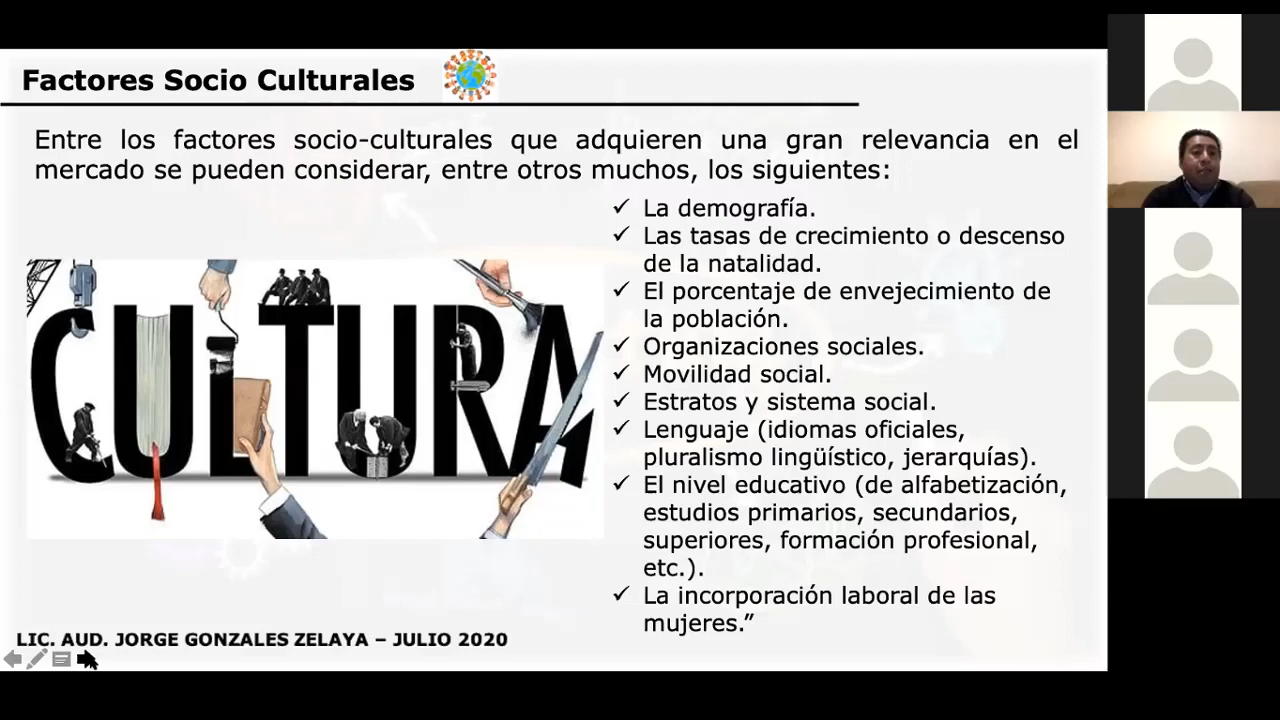 Factores Socio Culturales
Entre los factores socio-culturales que adquieren una gran relevancia en el
mercado se pueden considerar, entre otros muchos, los siguientes:
CULTURA
✓ La demografía.
✓ Las tasas de crecimiento o descenso
de la natalidad.
✓ El porcentaje de envejecimiento de
la población.
✓ Organizaciones sociales.
✓ Movilidad social.
✓ Estratos y sistema social.
✓ Lenguaje (idiomas oficiales,
pluralismo lingüístico, jerarquías).
✓ El nivel educativo (de alfabetización,
estudios primarios, secundarios,
superiores, formación profesional,
etc.).
✓ La incorporación laboral de las
mujeres.”
LIC. AUD. JORGE GONZALES ZELAYA – JULIO 2020